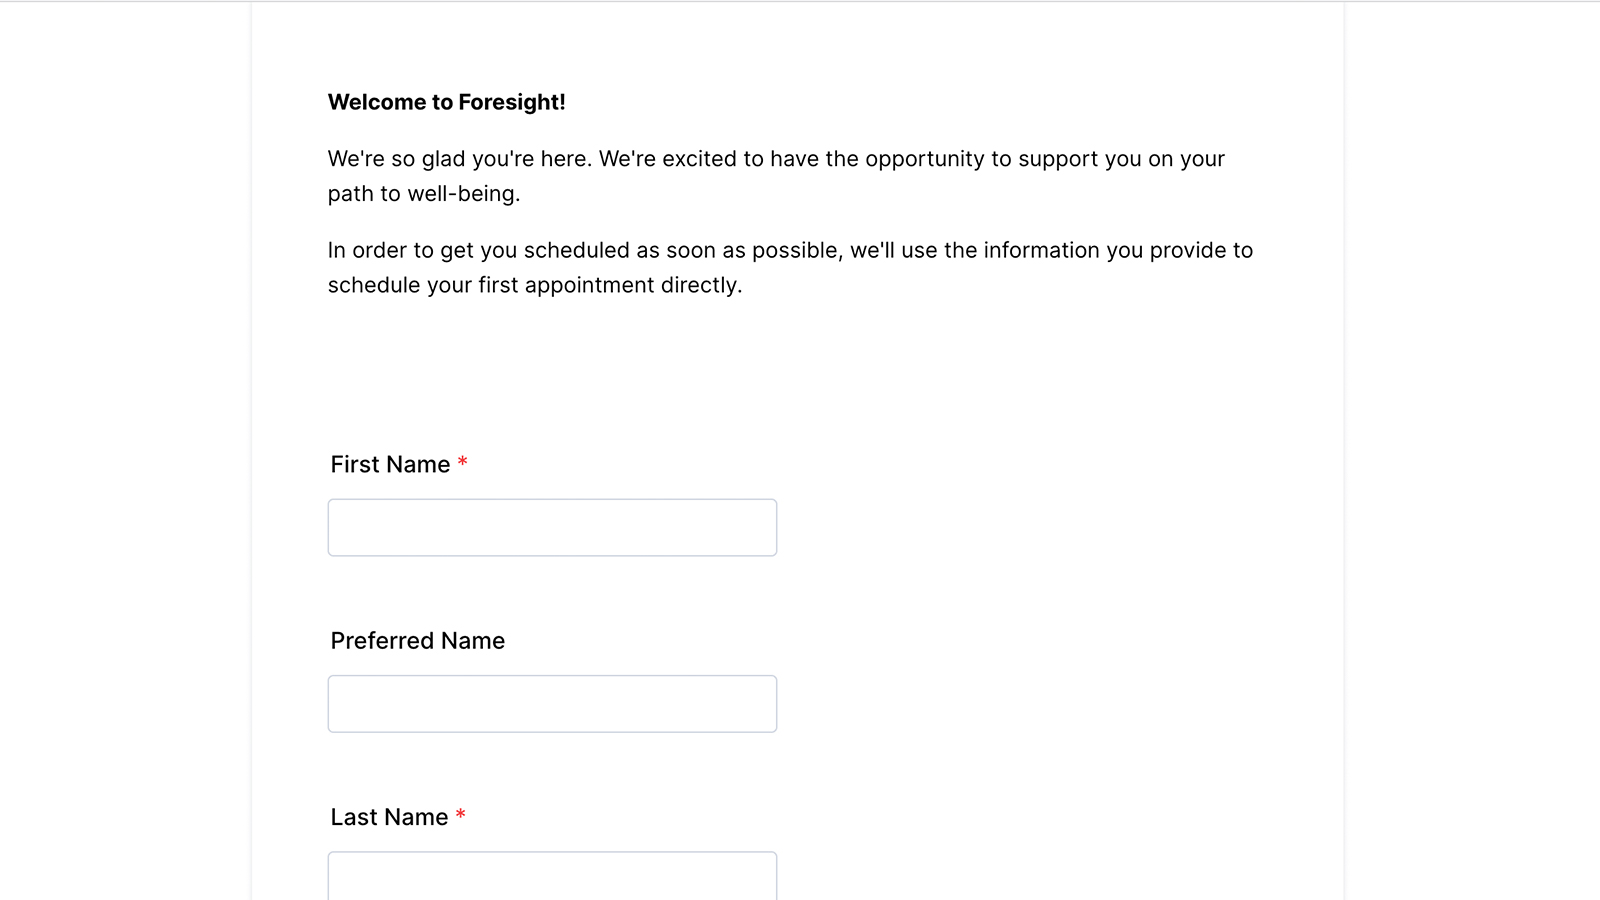 Welcome to Foresight!
We're so glad you're here. We're excited to have the opportunity to support you on your
path to well-being.
In order to get you scheduled as soon as possible, we'll use the information you provide to
schedule your first appointment directly.
First Name *
Preferred Name
Last Name *